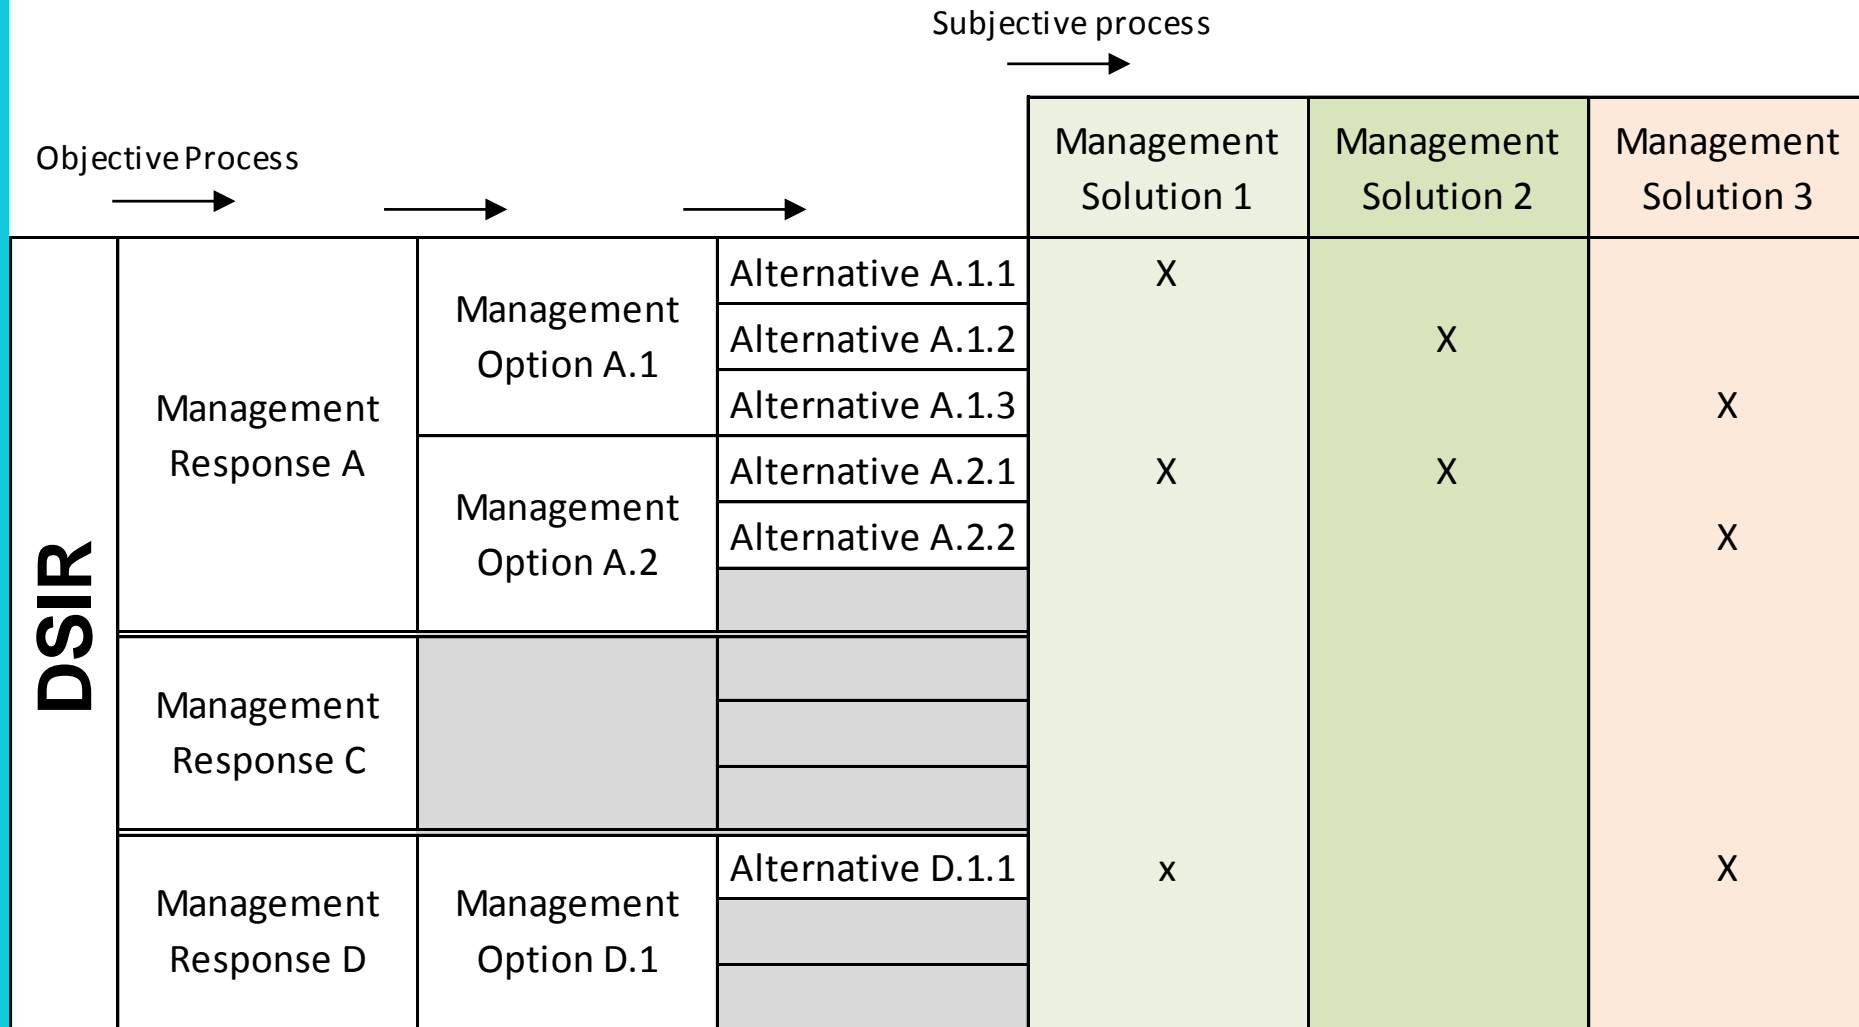 Subjective process
Objective Process
Management
Solution 1
Management
Solution 2
Management
Solution 3
DSIR
Management
Response A
Management
Option A.1
Alternative A.1.1
X
Alternative A.1.2
X
Alternative A.1.3
X
Management
Option A.2
Alternative A.2.1
X
X
Alternative A.2.2
X
Management
Response C
Management
Response D
Management
Option D.1
Alternative D.1.1
x
X